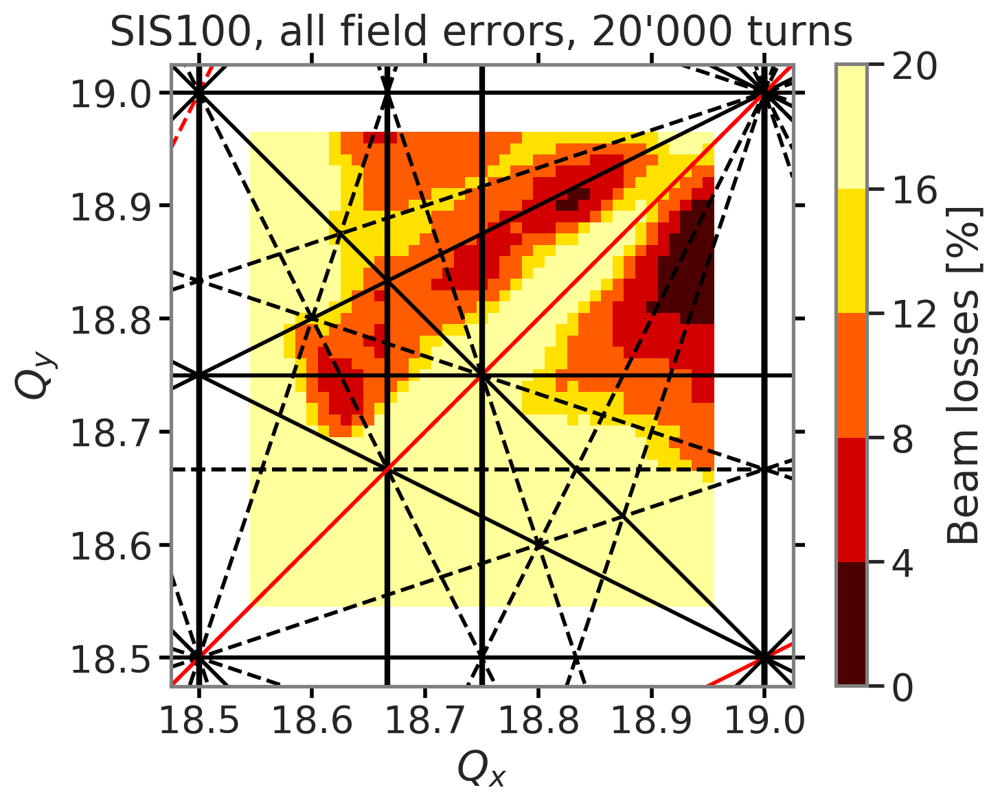 SIS100, all field errors, 20'000 turns
19.0
18.9
18.8
18.7
18.6
18.5
Q_y
18.5 18.6 18.7 18.8 18.9 19.0
Q_x
20
16
12
8
4
0
Beam losses [%]